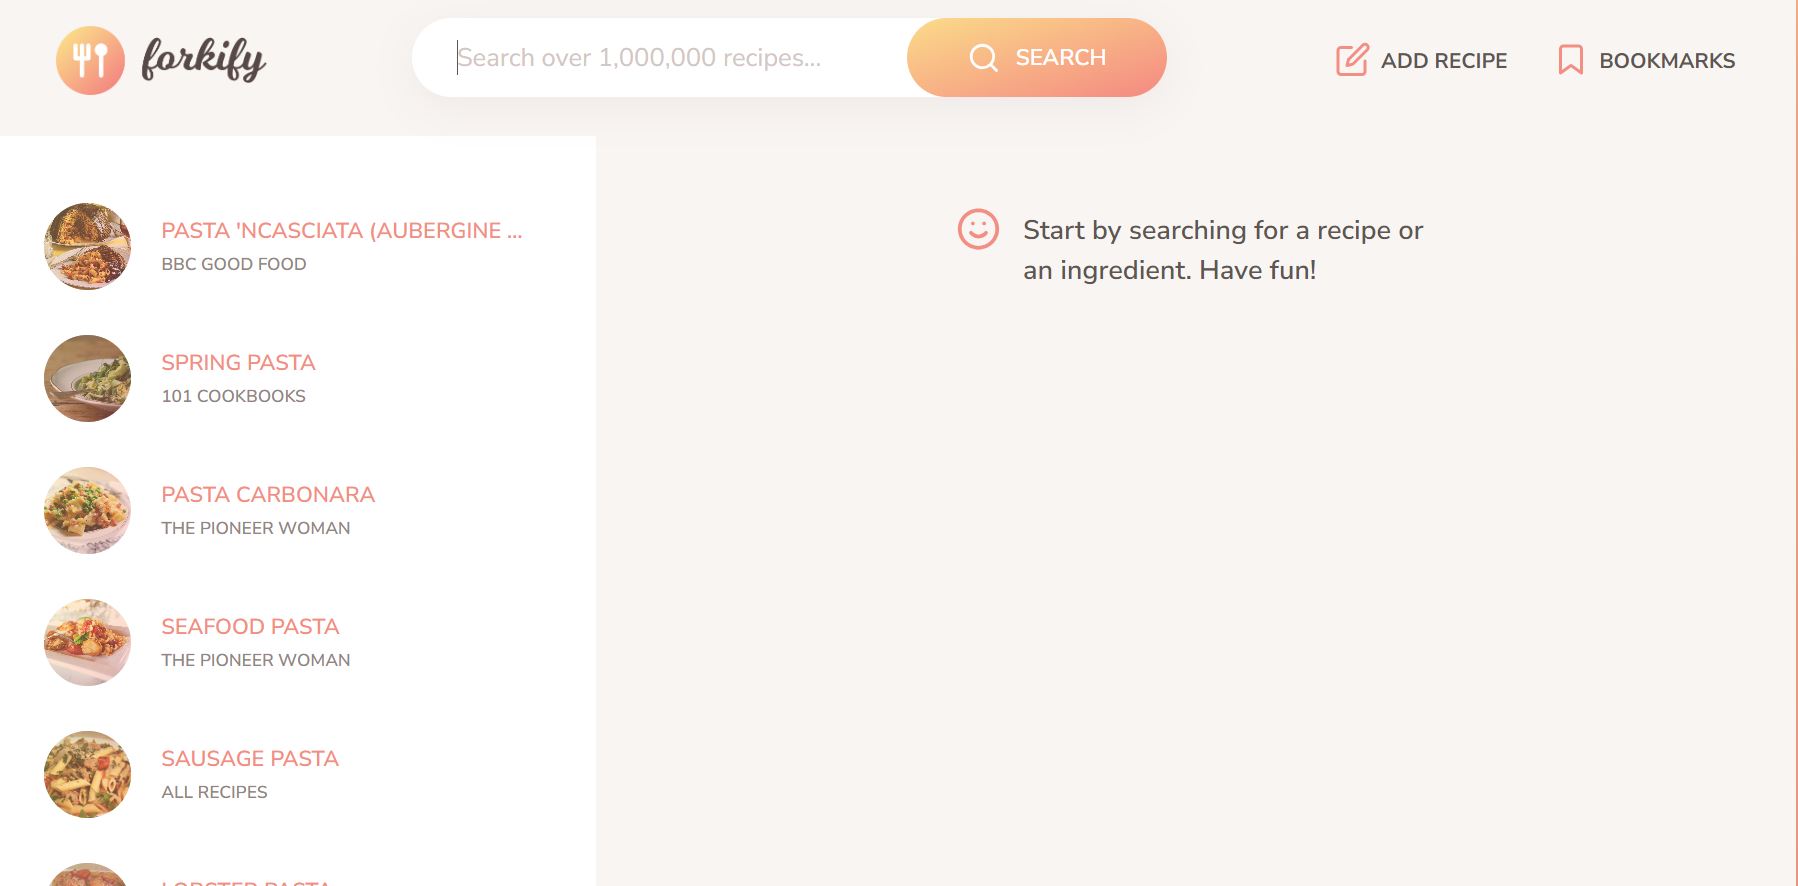 forkify
Search over 1,000,000 recipes...
SEARCH
ADD RECIPE
BOOKMARKS
PASTA 'NCASCIATA (AUBERGINE ...
BBC GOOD FOOD
SPRING PASTA
101 COOKBOOKS
PASTA CARBONARA
THE PIONEER WOMAN
SEAFOOD PASTA
THE PIONEER WOMAN
SAUSAGE PASTA
ALL RECIPES
LOBSTER PASTA
Start by searching for a recipe or
an ingredient. Have fun!